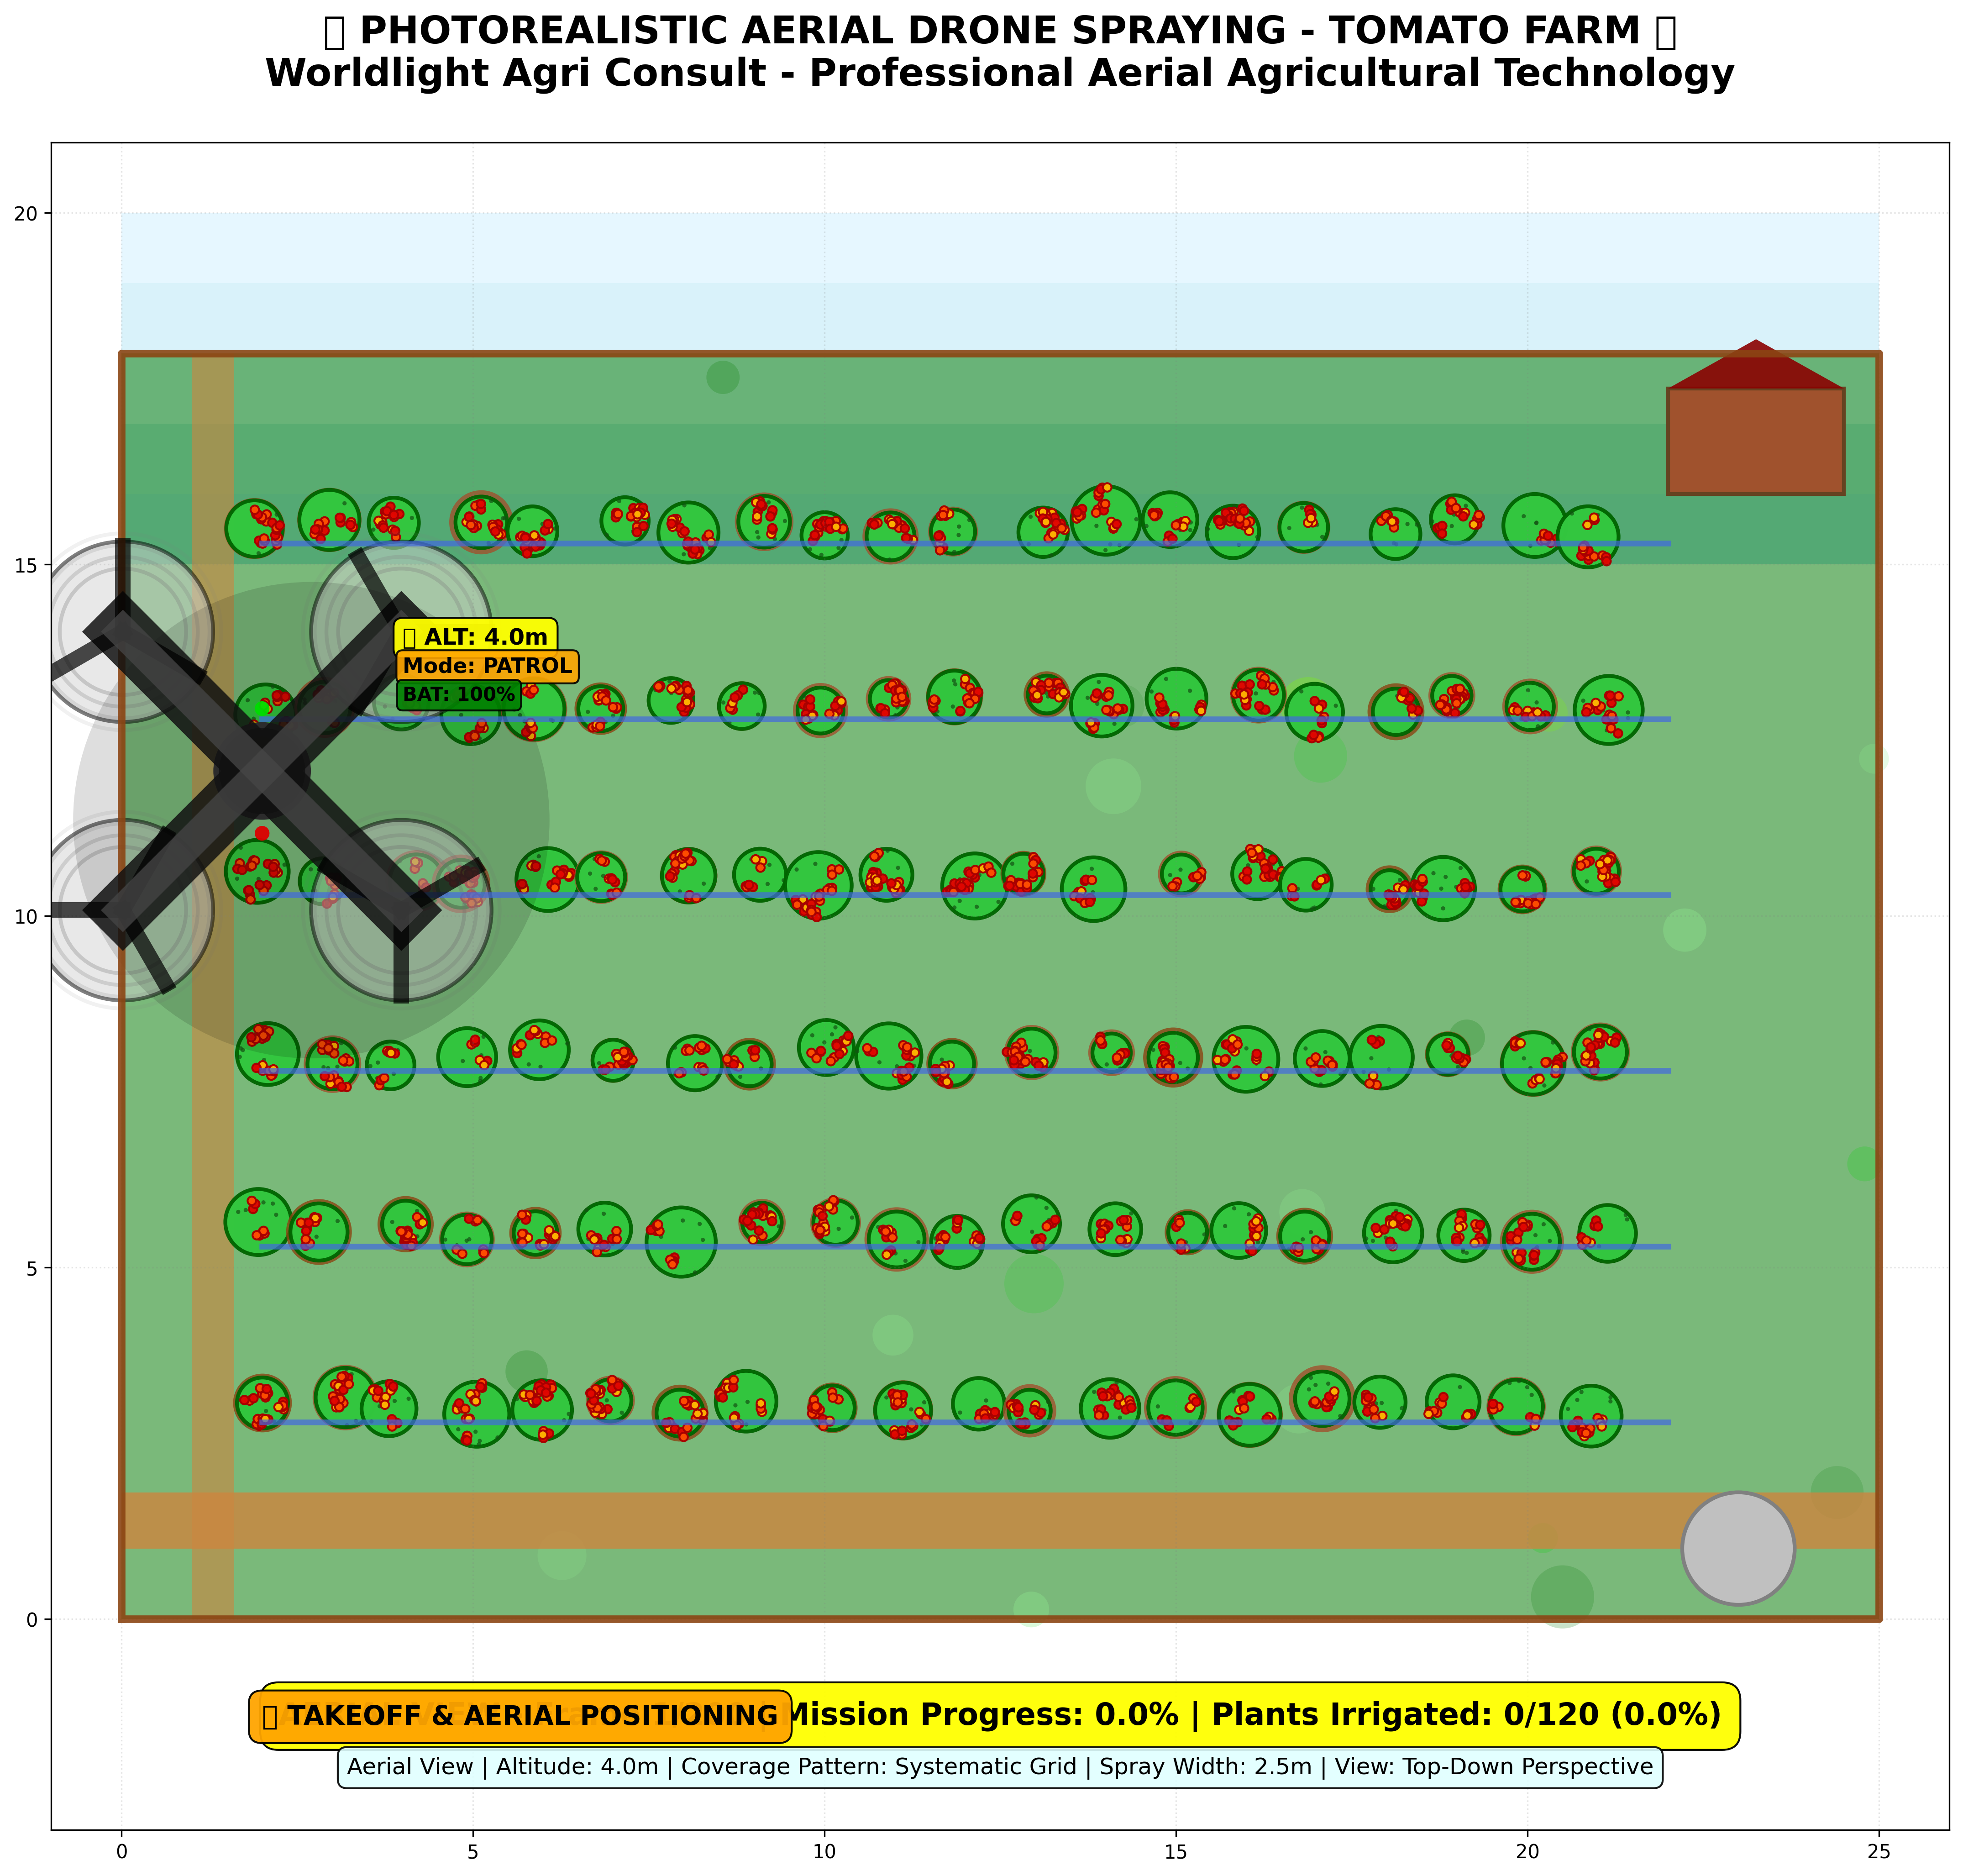 PHOTOREALISTIC AERIAL DRONE SPRAYING - TOMATO FARM
Worldlight Agri Consult - Professional Aerial Agricultural Technology
20
15
10
5
0
ALT: 4.0m
Mode: PATROL
BAT: 100%
TAKEOFF & AERIAL POSITIONING
Mission Progress: 0.0% | Plants Irrigated: 0/120 (0.0%)
Aerial View | Altitude: 4.0m | Coverage Pattern: Systematic Grid | Spray Width: 2.5m | View: Top-Down Perspective
0 5 10 15 20 25